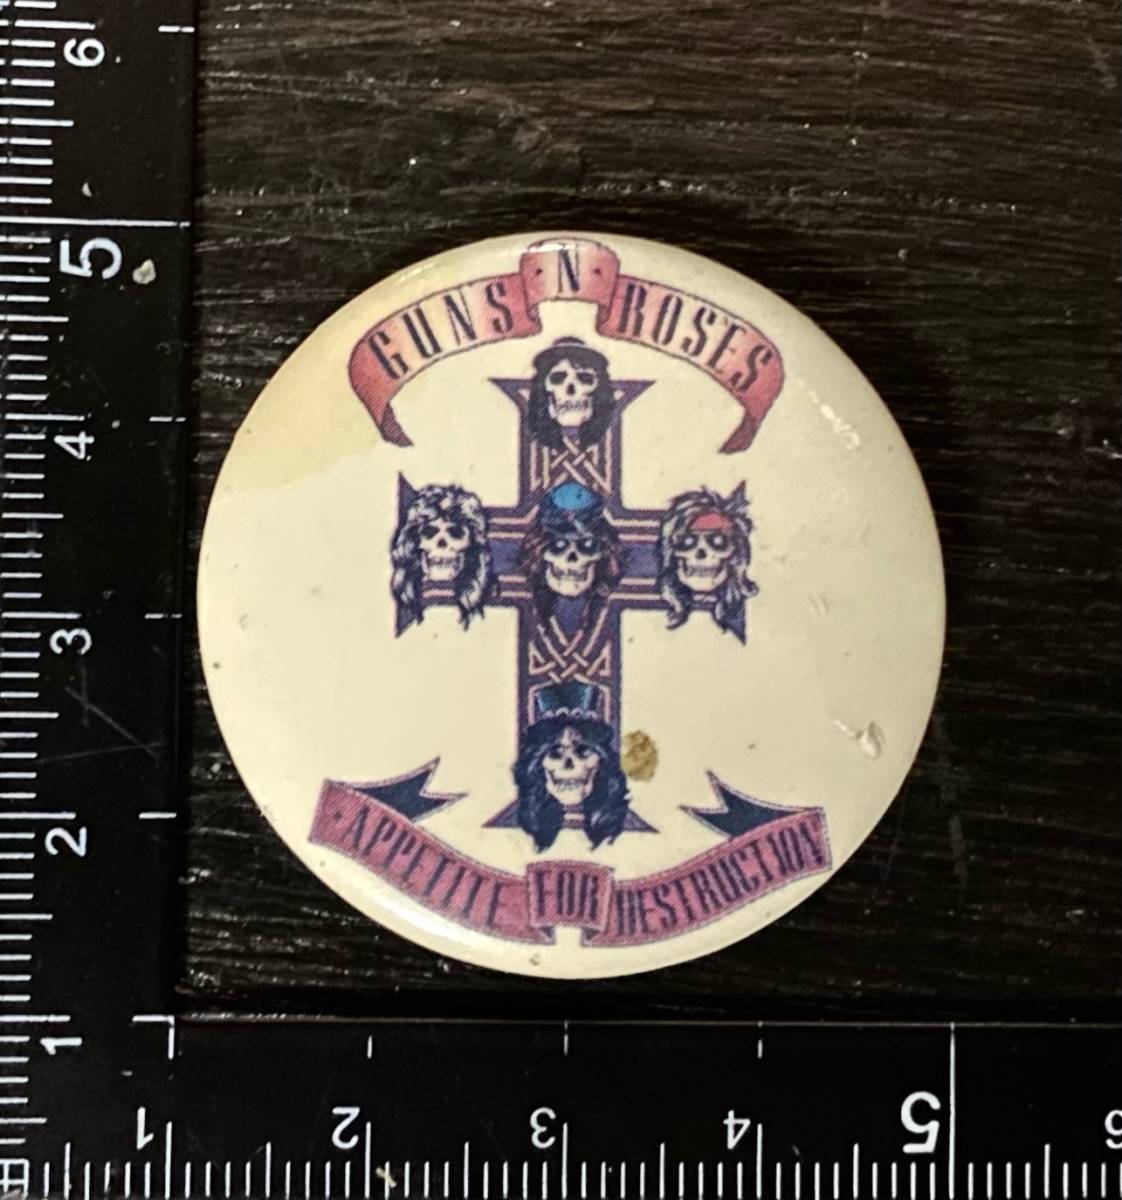 GUNS · N · ROSES
· APPETITE FOR DESTRUCTION
6
5
4
3
2
1
1 2 3 4 5 6